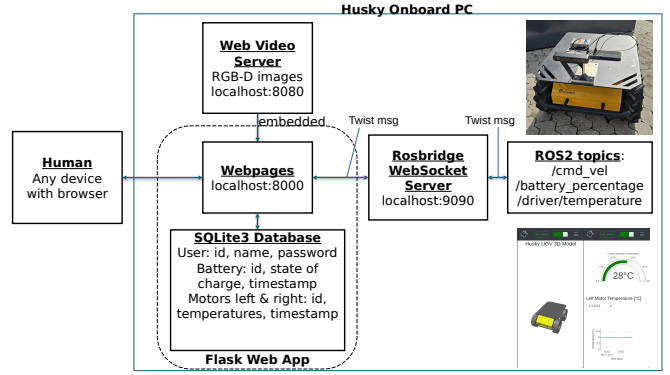 Husky Onboard PC
Web Video
Server
RGB-D images
localhost:8080
embedded
Twist msg
Twist msg
Human
Any device
with browser
Webpages
localhost:8000
Rosbridge
WebSocket
Server
localhost:9090
ROS2 topics:
/cmd_vel
/battery_percentage
/driver/temperature
SQLite3 Database
User: id, name, password
Battery: id, state of
charge, timestamp
Motors left & right: id,
temperatures, timestamp
Flask Web App
Husky UGV 3D Model
28°C
Left Motor Temperature [°C]